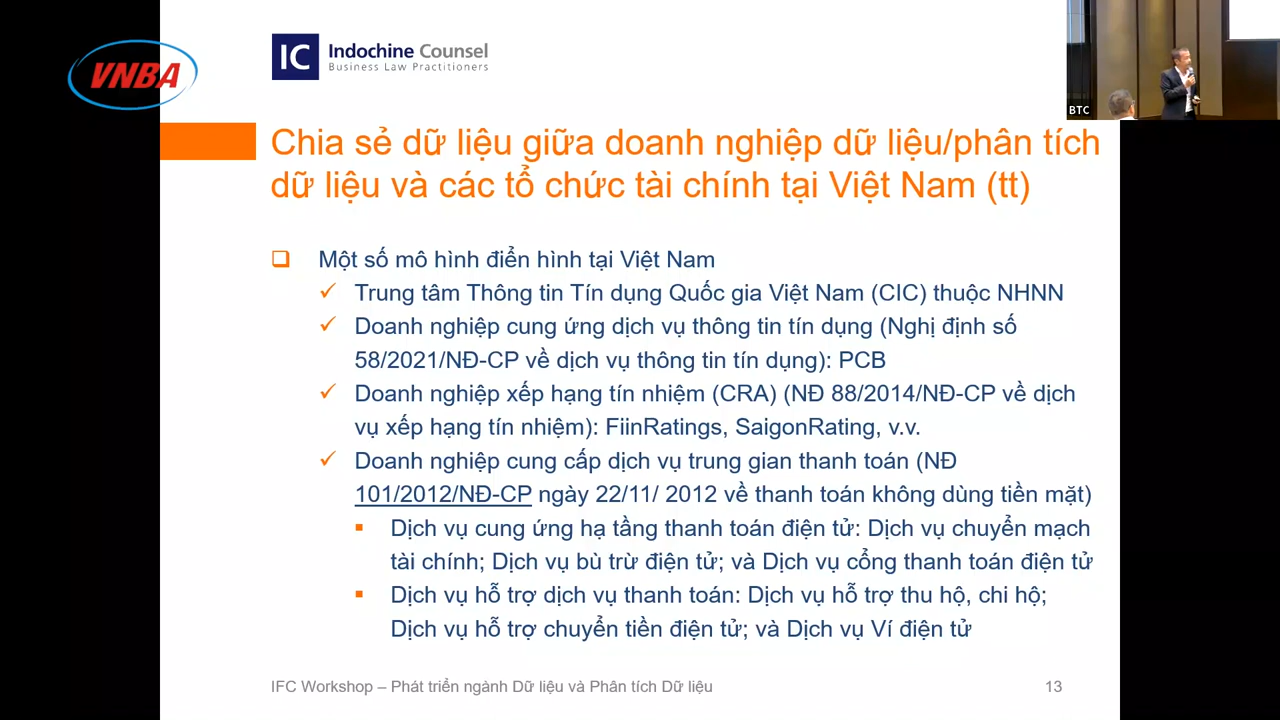 VNBA
IC Indochine Counsel
Business Law Practitioners
BTC
Chia sẻ dữ liệu giữa doanh nghiệp dữ liệu/phân tích
dữ liệu và các tổ chức tài chính tại Việt Nam (tt)
Một số mô hình điển hình tại Việt Nam
Trung tâm Thông tin Tín dụng Quốc gia Việt Nam (CIC) thuộc NHNN
Doanh nghiệp cung ứng dịch vụ thông tin tín dụng (Nghị định số
58/2021/NĐ-CP về dịch vụ thông tin tín dụng): PCB
Doanh nghiệp xếp hạng tín nhiệm (CRA) (NĐ 88/2014/NĐ-CP về dịch
vụ xếp hạng tín nhiệm): FiinRatings, SaigonRating, v.v.
Doanh nghiệp cung cấp dịch vụ trung gian thanh toán (NĐ
101/2012/NĐ-CP ngày 22/11/ 2012 về thanh toán không dùng tiền mặt)
Dịch vụ cung ứng hạ tầng thanh toán điện tử: Dịch vụ chuyển mạch
tài chính; Dịch vụ bù trừ điện tử; và Dịch vụ cổng thanh toán điện tử
Dịch vụ hỗ trợ dịch vụ thanh toán: Dịch vụ hỗ trợ thu hộ, chi hộ;
Dịch vụ hỗ trợ chuyển tiền điện tử; và Dịch vụ Ví điện tử
IFC Workshop – Phát triển ngành Dữ liệu và Phân tích Dữ liệu
13